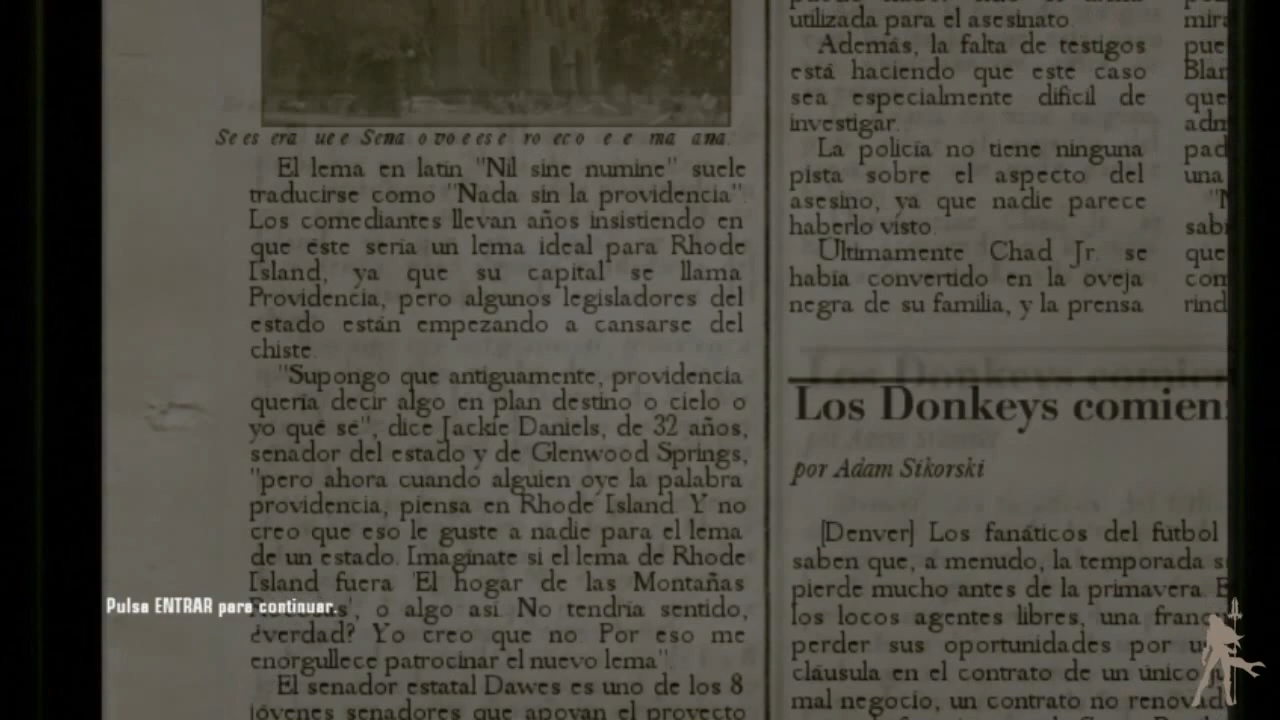 El lema en latín "Nil sine numine" suele
traducirse como "Nada sin la providencia".
Los comediantes llevan años insistiendo en
que éste sería un lema ideal para Rhode
Island, ya que su capital se llama
Providencia, pero algunos legisladores del
estado están empezando a cansarse del
chiste.
"Supongo que antiguamente, providencia
quería decir algo en plan destino o cielo o
yo qué sé", dice Jackie Daniels, de 32 años,
senador del estado y de Glenwood Springs,
"pero ahora cuando alguien oye la palabra
providencia, piensa en Rhode Island. Y no
creo que eso le guste a nadie para el lema
de un estado. Imagínate si el lema de Rhode
Island fuera 'El hogar de las Montañas
o algo así. No tendría sentido,
¿verdad? Yo creo que no. Por eso me
enorgullece patrocinar el nuevo lema".
El senador estatal Dawes es uno de los 8
jóvenes senadores que apoyan el proyecto
utilizada para el asesinato.
Además, la falta de testigos
está haciendo que este caso
sea especialmente difícil de
investigar.
La policía no tiene ninguna
pista sobre el aspecto del
asesino, ya que nadie parece
haberlo visto.
Últimamente Chad Jr. se
había convertido en la oveja
negra de su familia, y la prensa
Los Donkeys comien
por Adam Sikorski
[Denver] Los fanáticos del fútbol
saben que, a menudo, la temporada s
pierde mucho antes de la primavera. E
los locos agentes libres, una franq
perder sus oportunidades por u
cláusula en el contrato de un único
mal negocio, un contrato no renovad
Pulsa ENTRAR para continuar.